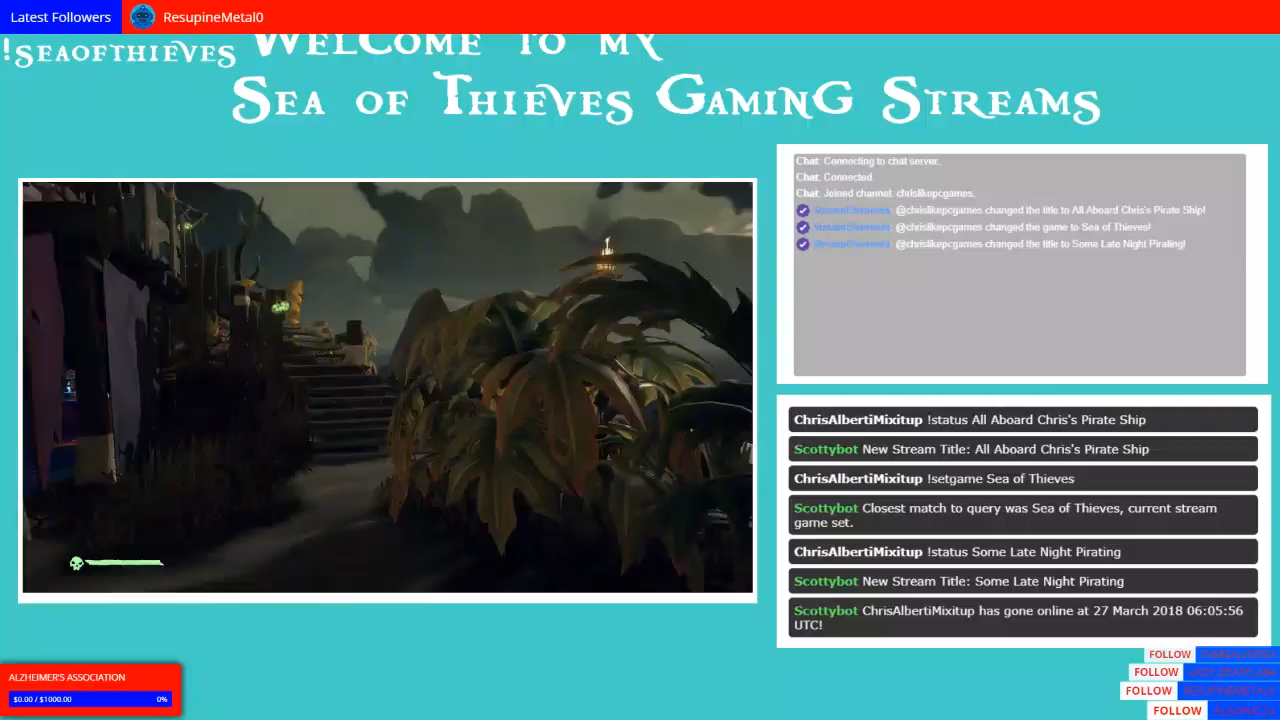 Latest Followers ResupineMetal0
!SeaofThieves
Welcome to my
Sea of Thieves Gaming Streams
Chat: Connecting to chat server..
Chat: Connected.
Chat: Joined channel: chrislikepcgames.
StreamElements @chrislikepcgames changed the title to All Aboard Chris's Pirate Ship!
StreamElements @chrislikepcgames changed the game to Sea of Thieves!
StreamElements @chrislikepcgames changed the title to Some Late Night Pirating!
ChrisAlbertiMixitup !status All Aboard Chris's Pirate Ship
Scottybot New Stream Title: All Aboard Chris's Pirate Ship
ChrisAlbertiMixitup !setgame Sea of Thieves
Scottybot Closest match to query was Sea of Thieves, current stream
game set.
ChrisAlbertiMixitup !status Some Late Night Pirating
Scottybot New Stream Title: Some Late Night Pirating
Scottybot ChrisAlbertiMixitup has gone online at 27 March 2018 06:05:56
UTC!
ALZHEIMER'S ASSOCIATION
$0.00 / $1000.00 0%
FOLLOW
FOLLOW
FOLLOW RESUPINEMETAL0
FOLLOW